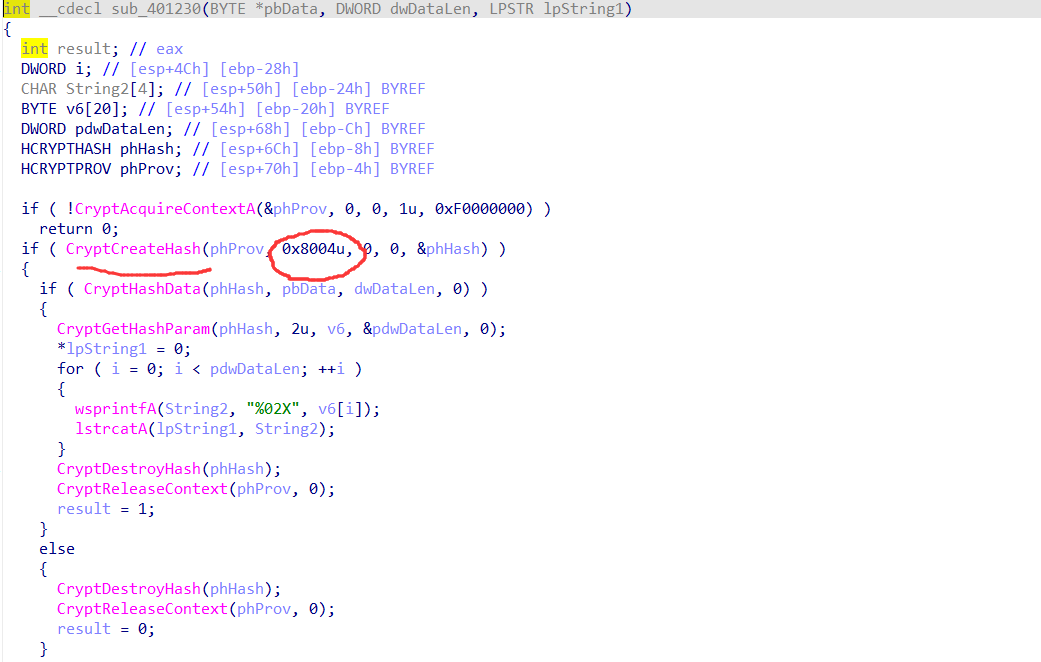 int __cdecl sub_401230(BYTE *pbData, DWORD dwDataLen, LPSTR lpString1)
{
  int result; // eax
  DWORD i; // [esp+4Ch] [ebp-28h]
  CHAR String2[4]; // [esp+50h] [ebp-24h] BYREF
  BYTE v6[20]; // [esp+54h] [ebp-20h] BYREF
  DWORD pdwDataLen; // [esp+68h] [ebp-Ch] BYREF
  HCRYPTHASH phHash; // [esp+6Ch] [ebp-8h] BYREF
  HCRYPTPROV phProv; // [esp+70h] [ebp-4h] BYREF

  if ( !CryptAcquireContextA(&phProv, 0, 0, 1u, 0xF0000000) )
    return 0;
  if ( CryptCreateHash(phProv, 0x8004u, 0, 0, &phHash) )
  {
    if ( CryptHashData(phHash, pbData, dwDataLen, 0) )
    {
      CryptGetHashParam(phHash, 2u, v6, &pdwDataLen, 0);
      *lpString1 = 0;
      for ( i = 0; i < pdwDataLen; ++i )
      {
        wsprintfA(String2, "%02X", v6[i]);
        lstrcatA(lpString1, String2);
      }
      CryptDestroyHash(phHash);
      CryptReleaseContext(phProv, 0);
      result = 1;
    }
    else
    {
      CryptDestroyHash(phHash);
      CryptReleaseContext(phProv, 0);
      result = 0;
    }